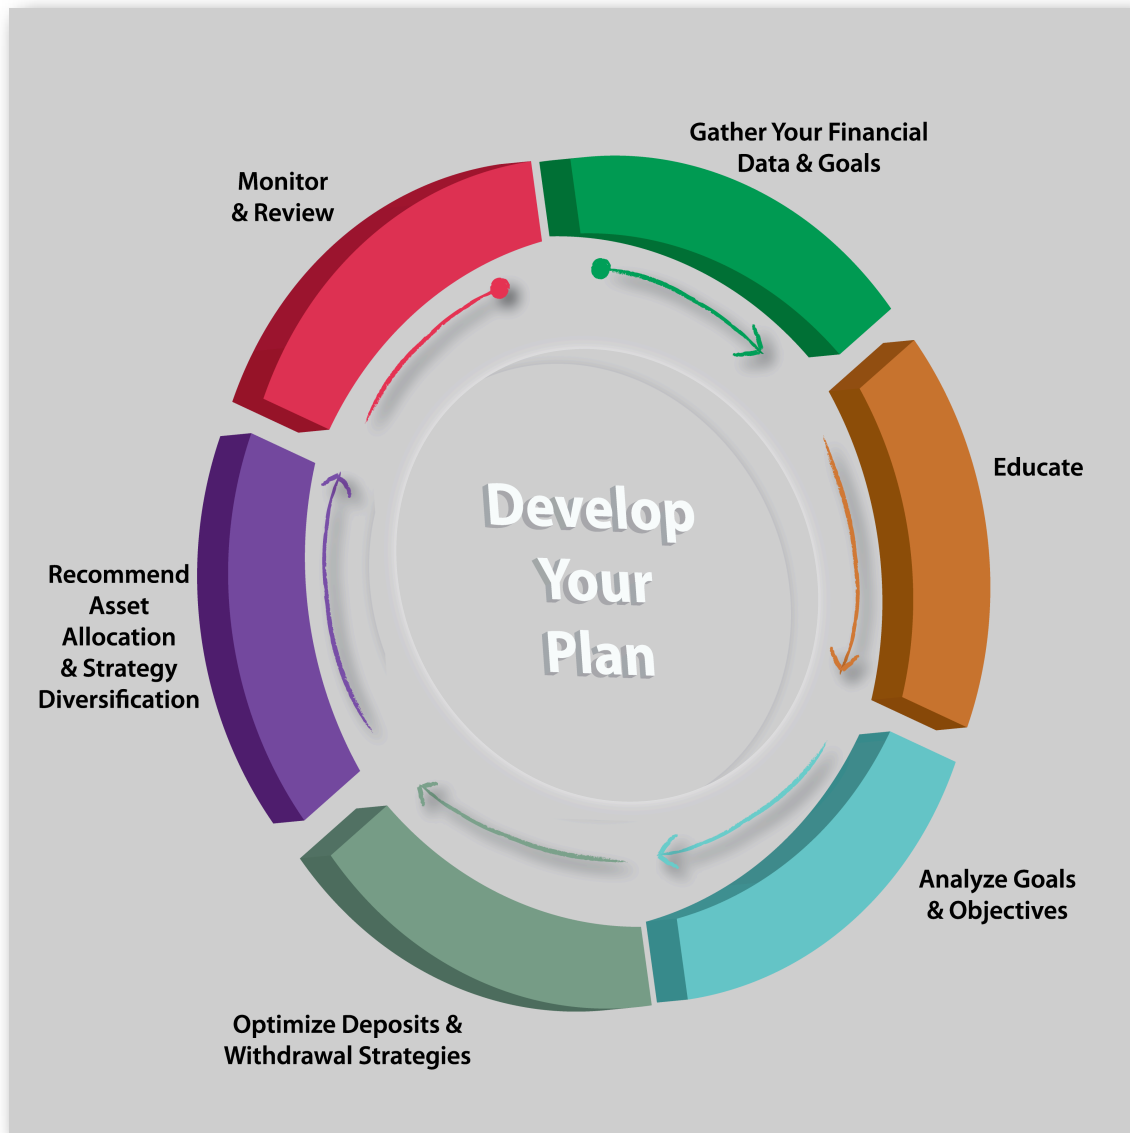 Gather Your Financial
Data & Goals
Monitor
& Review
Educate
Develop
Your
Plan
Recommend
Asset
Allocation
& Strategy
Diversification
Analyze Goals
& Objectives
Optimize Deposits &
Withdrawal Strategies